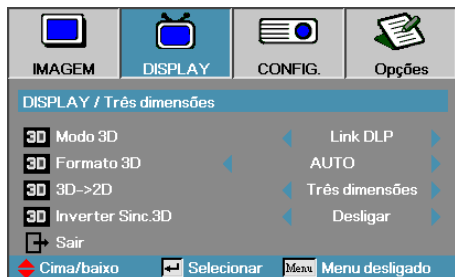 IMAGEM DISPLAY CONFIG. Opções
DISPLAY / Três dimensões
3D Modo 3D Link DLP
3D Formato 3D AUTO
3D 3D->2D Três dimensões
3D Inverter Sinc.3D Desligar
Sair
Cima/baixo Selecionar Menu Menu desligado